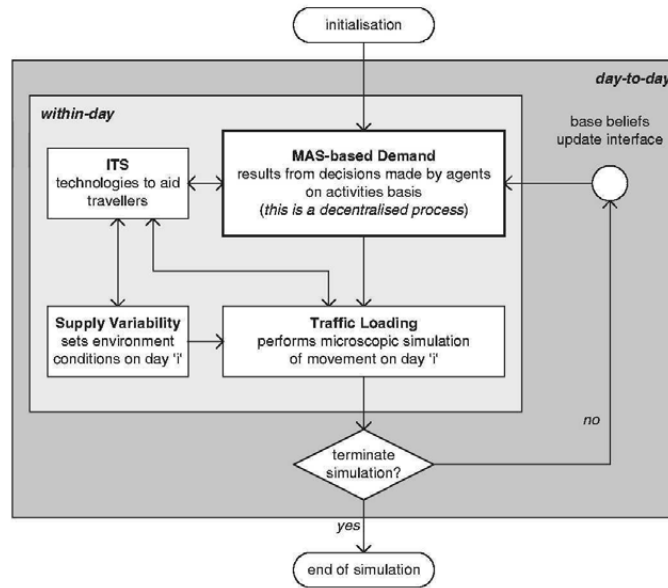 initialisation
day-to-day
within-day
base beliefs
update interface
ITS
technologies to aid
travellers
MAS-based Demand
results from decisions made by agents
on activities basis
(this is a decentralised process)
Supply Variability
sets environment
conditions on day 'i'
Traffic Loading
performs microscopic simulation
of movement on day 'i'
no
terminate
simulation?
yes
end of simulation